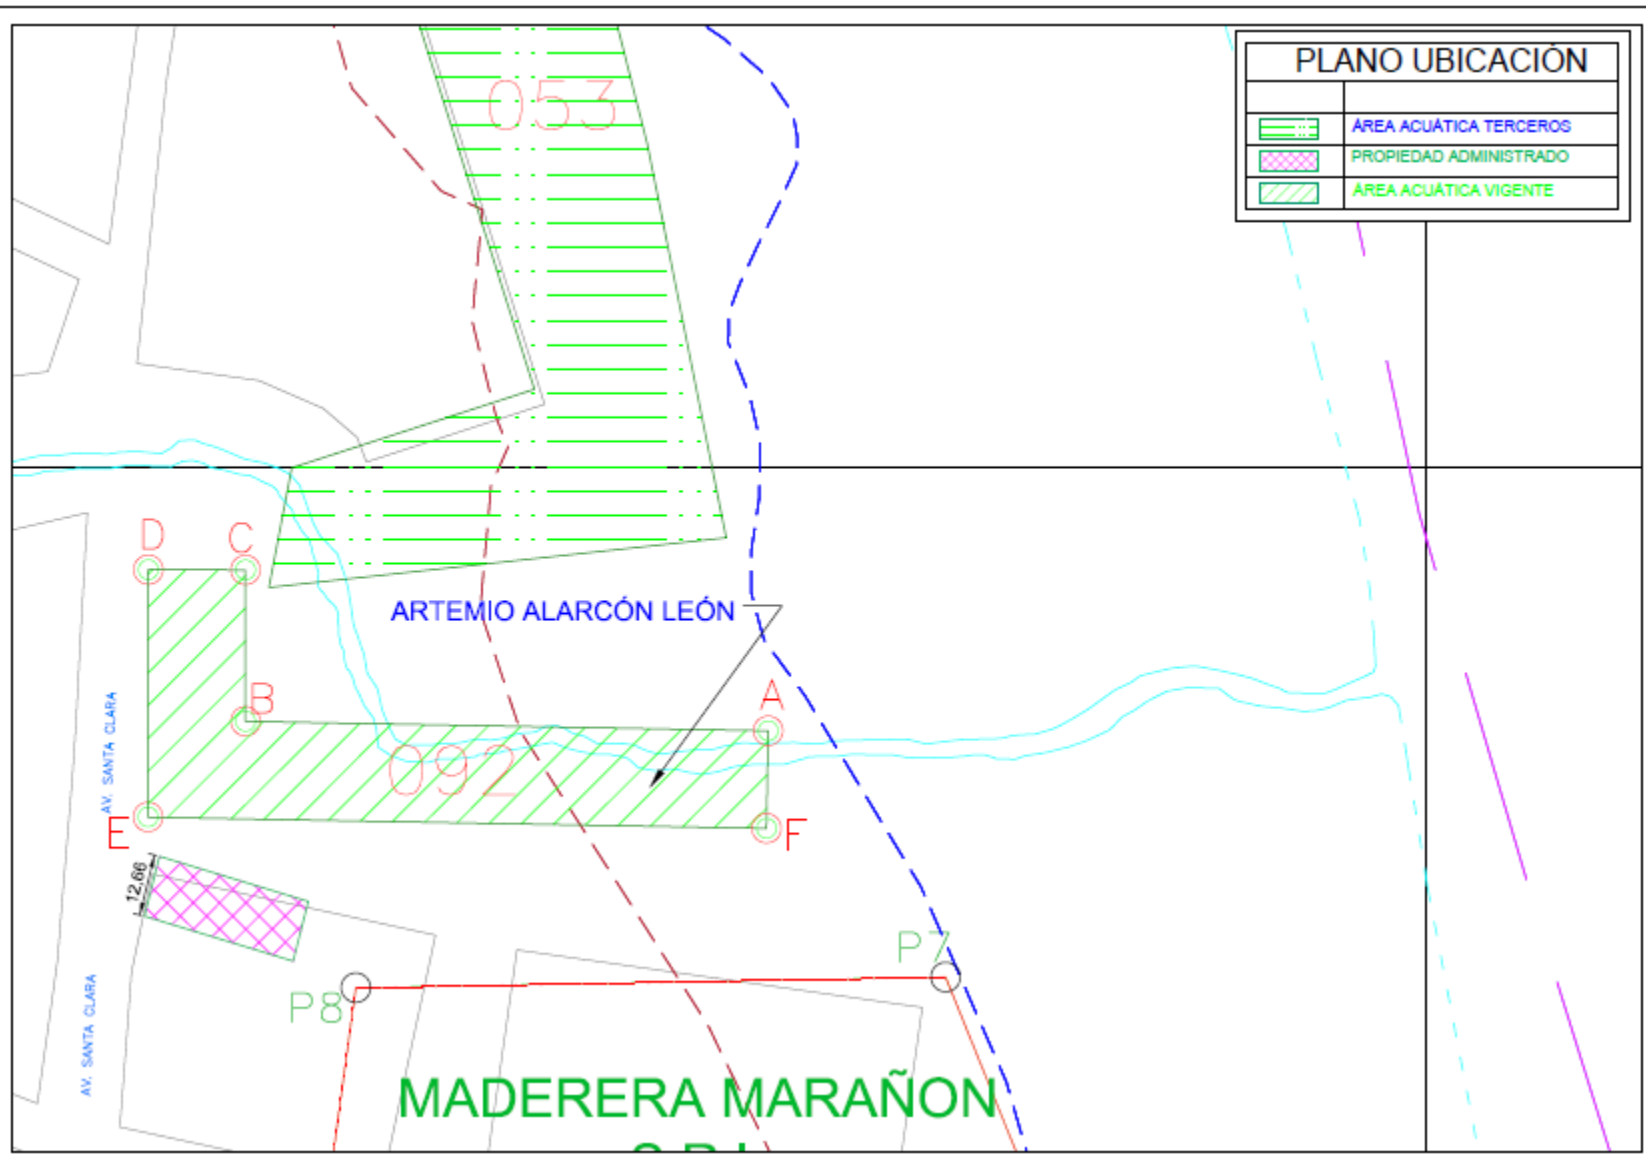 PLANO UBICACIÓN
ÁREA ACUÁTICA TERCEROS
PROPIEDAD ADMINISTRADO
ÁREA ACUÁTICA VIGENTE
053
D
C
ARTEMIO ALARCÓN LEÓN
B
A
AV. SANTA CLARA
092
E
F
12.66
P7
P8
AV. SANTA CLARA
MADERERA MARAÑON